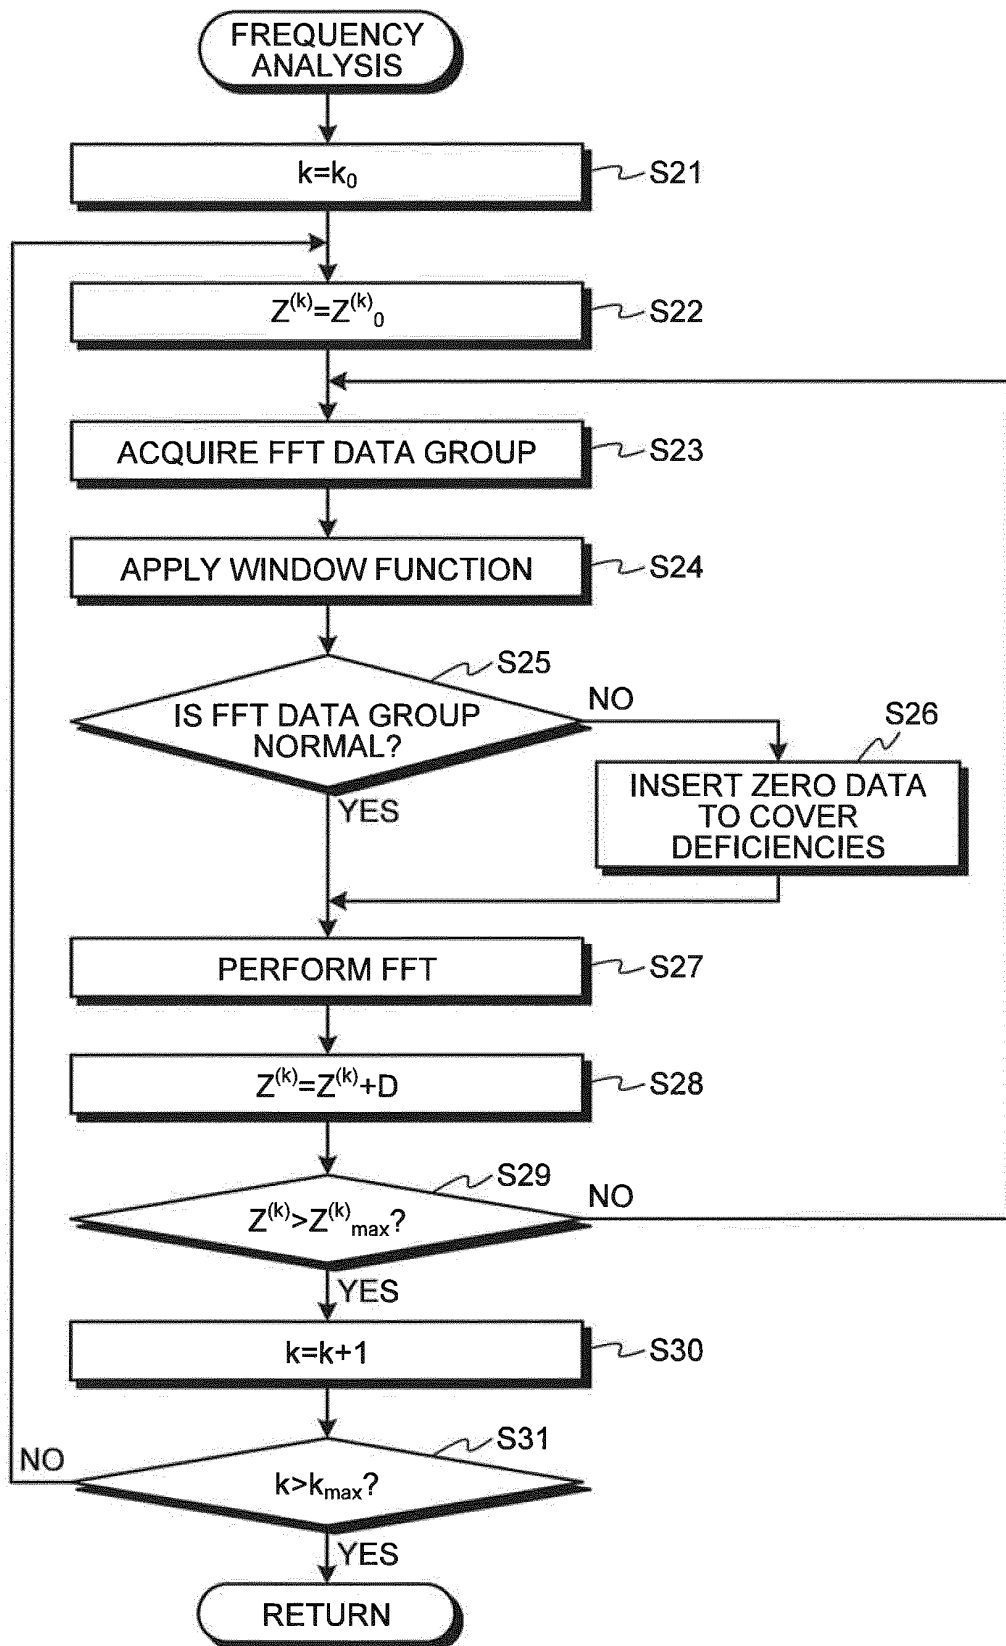 FREQUENCY
ANALYSIS
k=k₀
S21
Z⁽ᵏ⁾=Z⁽ᵏ⁾₀
S22
ACQUIRE FFT DATA GROUP
S23
APPLY WINDOW FUNCTION
S24
S25
IS FFT DATA GROUP
NORMAL?
NO
YES
S26
INSERT ZERO DATA
TO COVER
DEFICIENCIES
PERFORM FFT
S27
Z⁽ᵏ⁾=Z⁽ᵏ⁾+D
S28
S29
Z⁽ᵏ⁾>Z⁽ᵏ⁾ₘₐₓ?
NO
YES
k=k+1
S30
S31
NO
k>kₘₐₓ?
YES
RETURN